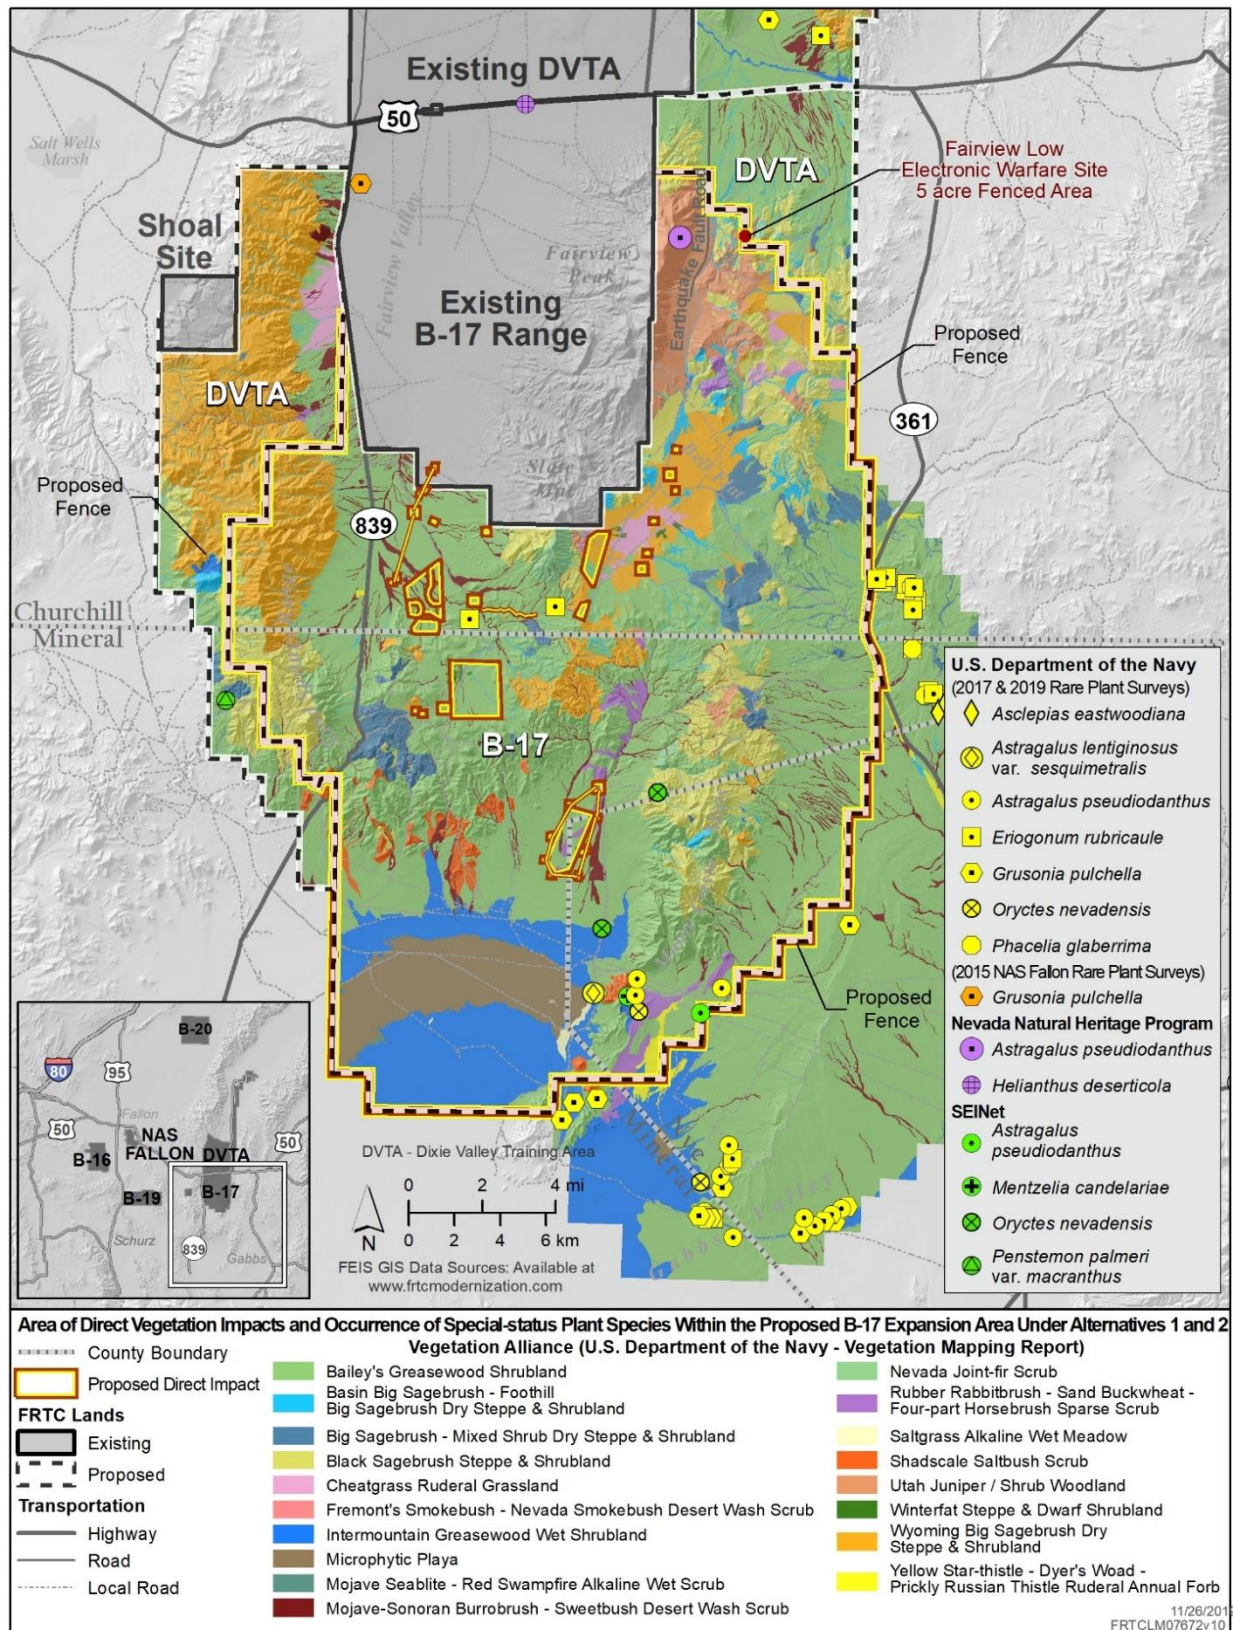 Existing DVTA
50
Salt Wells
Marsh
DVTA
Fairview Low
Electronic Warfare Site
5 acre Fenced Area
Shoal
Site
Fairview Valley
Fairview
Peak
Earthquake Fault Road
Existing
B-17 Range
Proposed
Fence
DVTA
361
Slate
Mtn
Proposed
Fence
839
Churchill
Mineral
B-17
Proposed
Fence
Mineral
Nye
Gabbs Valley
U.S. Department of the Navy
(2017 & 2019 Rare Plant Surveys)
Asclepias eastwoodiana
Astragalus lentiginosus
var. sesquimetralis
Astragalus pseudiodanthus
Eriogonum rubricaule
Grusonia pulchella
Oryctes nevadensis
Phacelia glaberrima
(2015 NAS Fallon Rare Plant Surveys)
Grusonia pulchella
Nevada Natural Heritage Program
Astragalus pseudiodanthus
Helianthus deserticola
SEINet
Astragalus
pseudiodanthus
Mentzelia candelariae
Oryctes nevadensis
Penstemon palmeri
var. macranthus
B-20
80
95
Fallon
50
NAS
FALLON
DVTA
50
B-16
B-19
B-17
Schurz
839
Gabbs
DVTA - Dixie Valley Training Area
0 2 4 mi
0 2 4 6 km
N
FEIS GIS Data Sources: Available at
www.frtcmodernization.com
Area of Direct Vegetation Impacts and Occurrence of Special-status Plant Species Within the Proposed B-17 Expansion Area Under Alternatives 1 and 2
County Boundary
Proposed Direct Impact
FRTC Lands
Existing
Proposed
Transportation
Highway
Road
Local Road
Vegetation Alliance (U.S. Department of the Navy - Vegetation Mapping Report)
Bailey's Greasewood Shrubland
Basin Big Sagebrush - Foothill
Big Sagebrush Dry Steppe & Shrubland
Big Sagebrush - Mixed Shrub Dry Steppe & Shrubland
Black Sagebrush Steppe & Shrubland
Cheatgrass Ruderal Grassland
Fremont's Smokebush - Nevada Smokebush Desert Wash Scrub
Intermountain Greasewood Wet Shrubland
Microphytic Playa
Mojave Seablite - Red Swampfire Alkaline Wet Scrub
Mojave-Sonoran Burrobrush - Sweetbush Desert Wash Scrub
Nevada Joint-fir Scrub
Rubber Rabbitbrush - Sand Buckwheat -
Four-part Horsebrush Sparse Scrub
Saltgrass Alkaline Wet Meadow
Shadscale Saltbush Scrub
Utah Juniper / Shrub Woodland
Winterfat Steppe & Dwarf Shrubland
Wyoming Big Sagebrush Dry
Steppe & Shrubland
Yellow Star-thistle - Dyer's Woad -
Prickly Russian Thistle Ruderal Annual Forb
FRTCLM07672v10